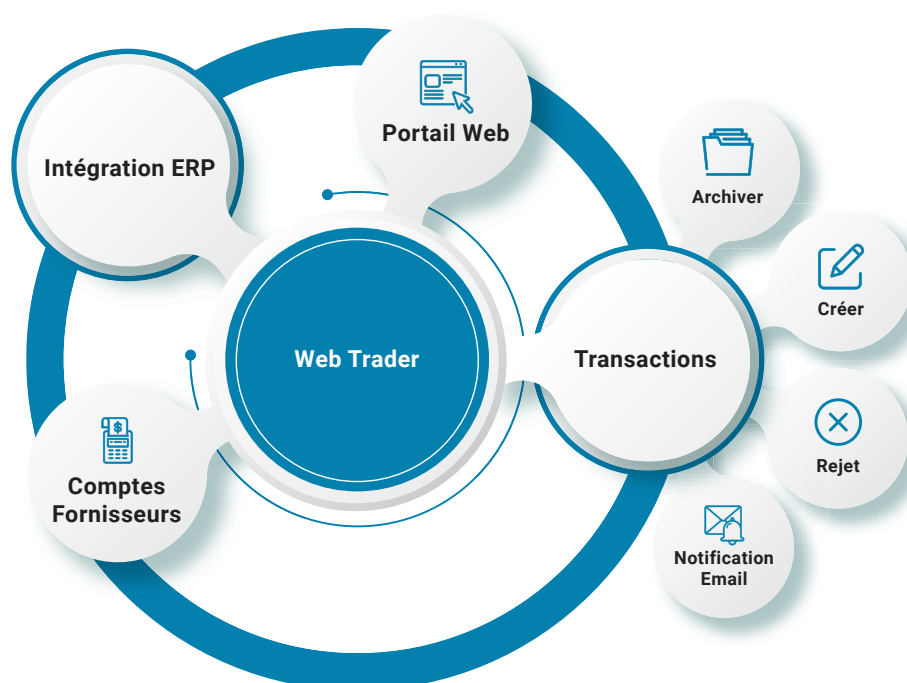 Portail Web
Intégration ERP
Archiver
Créer
Web Trader
Transactions
Rejet
Comptes
Fornisseurs
Notification
Email